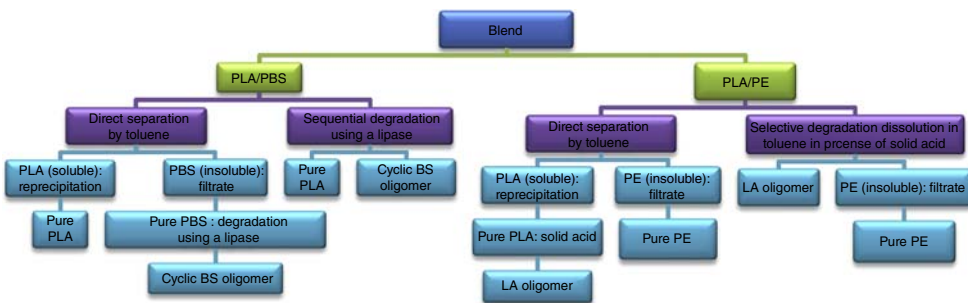 Blend
PLA/PBS
PLA/PE
Direct separation
by toluene
Sequential degradation
using a lipase
Direct separation
by toluene
Selective degradation dissolution in
toluene in prcense of solid acid
PLA (soluble):
reprecipitation
PBS (insoluble):
filtrate
Pure
PLA
Cyclic BS
oligomer
PLA (soluble):
reprecipitation
PE (insoluble):
filtrate
LA oligomer
PE (insoluble): filtrate
Pure
PLA
Pure PBS : degradation
using a lipase
Pure PLA: solid acid
Pure PE
Pure PE
Cyclic BS oligomer
LA oligomer